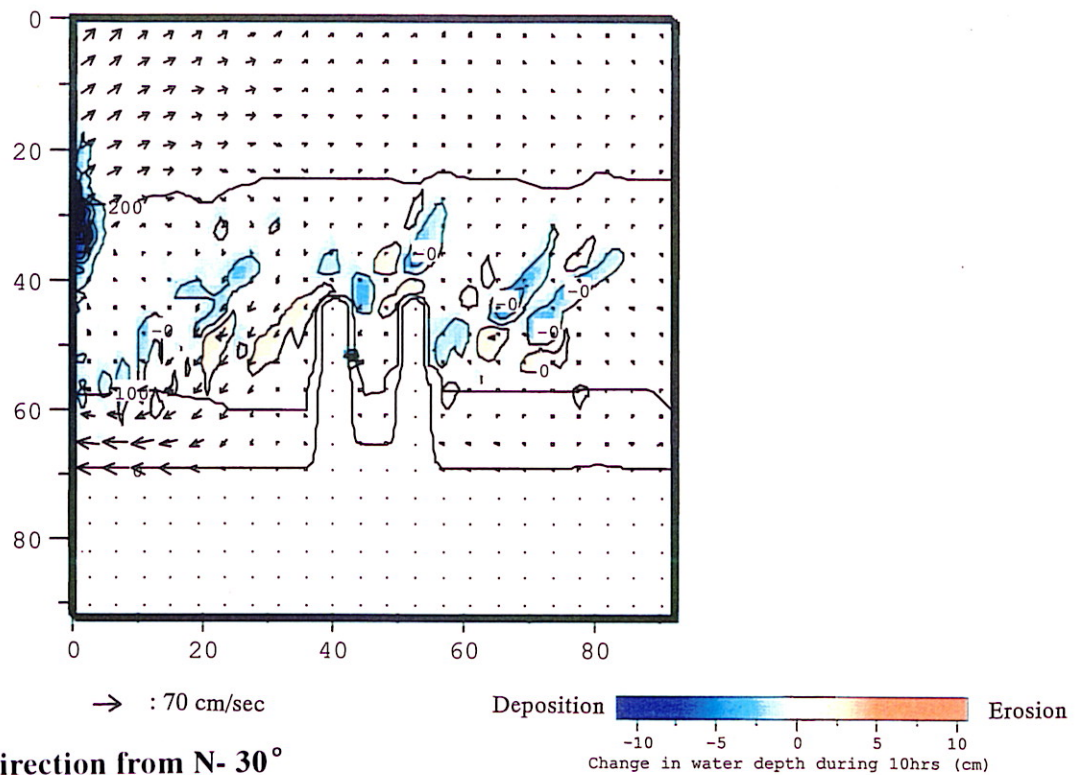 0
20
200
-0
40
-0
-0
-0
-0
0
100
60
0
80
0 20 40 60 80
: 70 cm/sec
Deposition Erosion
-10 -5 0 5 10
Change in water depth during 10hrs (cm)
irection from N- 30°